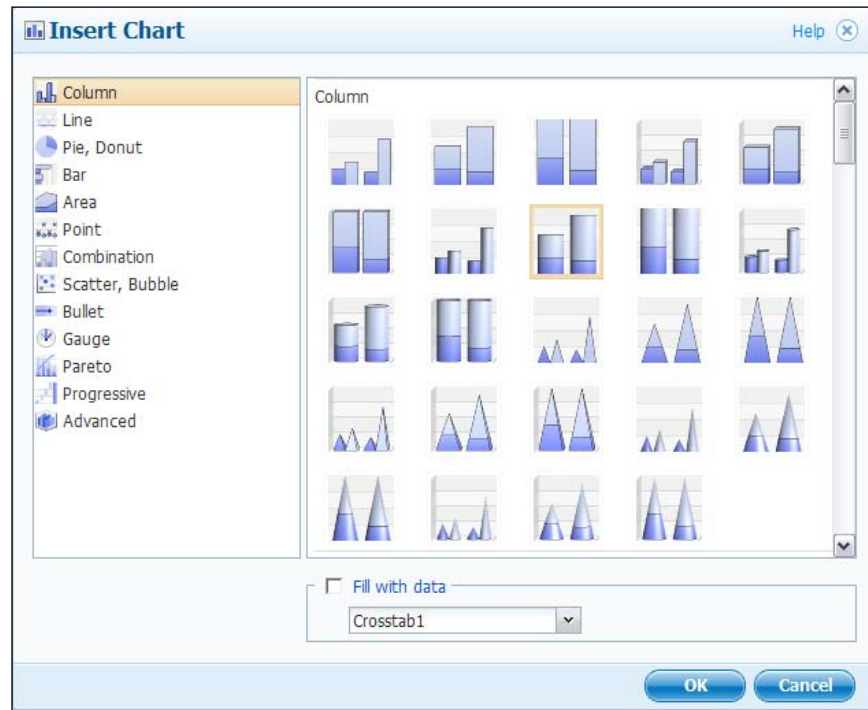 Insert Chart
Help
Column
Line
Pie, Donut
Bar
Area
Point
Combination
Scatter, Bubble
Bullet
Gauge
Pareto
Progressive
Advanced
Column
Fill with data
Crosstab1
OK
Cancel